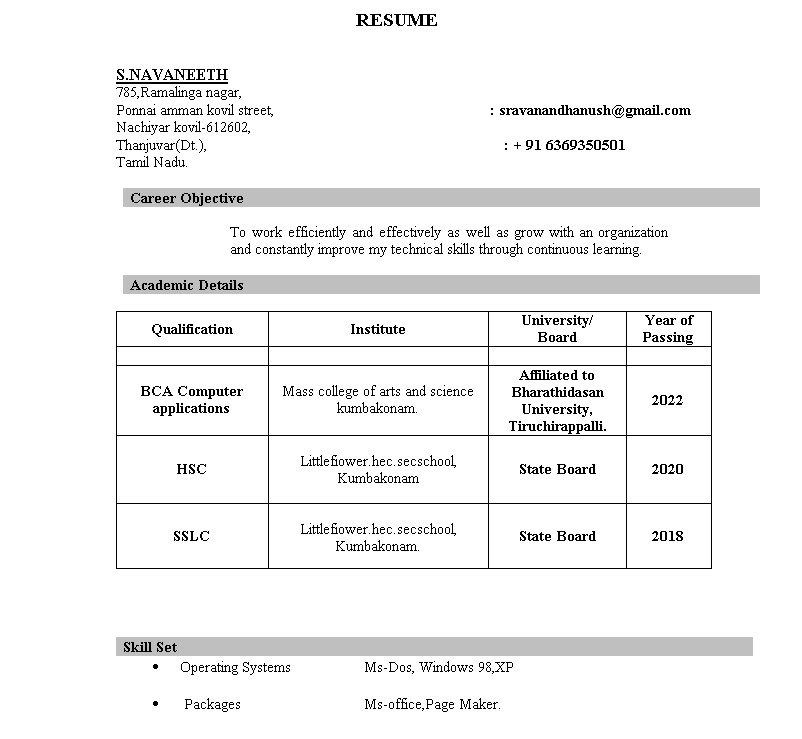 RESUME
S.NAVANEETH
785,Ramalinga nagar,
Ponnai amman kovil street, : sravanandhanush@gmail.com
Nachiyar kovil-612602,
Thanjuvar(Dt.), : + 91 6369350501
Tamil Nadu.
Career Objective
To work efficiently and effectively as well as grow with an organization
and constantly improve my technical skills through continuous learning.
Academic Details
Qualification Institute University/ Board Year of Passing
BCA Computer applications Mass college of arts and science kumbakonam. Affiliated to Bharathidasan University, Tiruchirappalli. 2022
HSC Littlefiower.hec.secschool, Kumbakonam State Board 2020
SSLC Littlefiower.hec.secschool, Kumbakonam. State Board 2018
Skill Set
• Operating Systems Ms-Dos, Windows 98,XP
• Packages Ms-office,Page Maker.